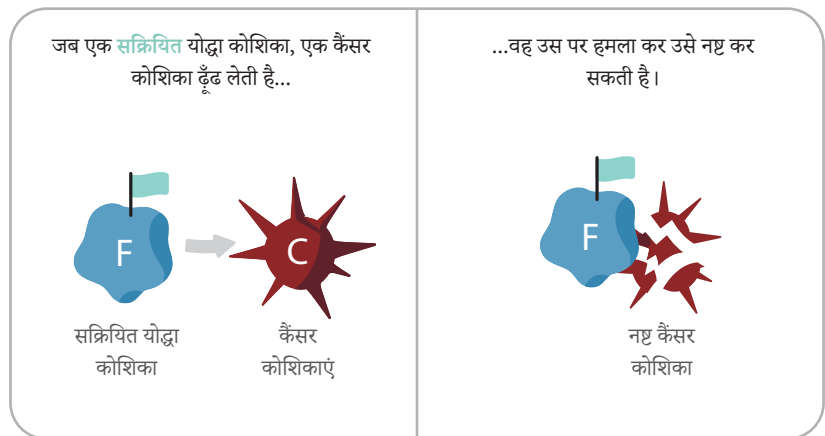 जब एक सक्रियित योद्धा कोशिका, एक कैंसर
कोशिका ढूँढ लेती है...
F
C
सक्रियित योद्धा
कोशिका
कैंसर
कोशिकाएं
...वह उस पर हमला कर उसे नष्ट कर
सकती है।
F
नष्ट कैंसर
कोशिका